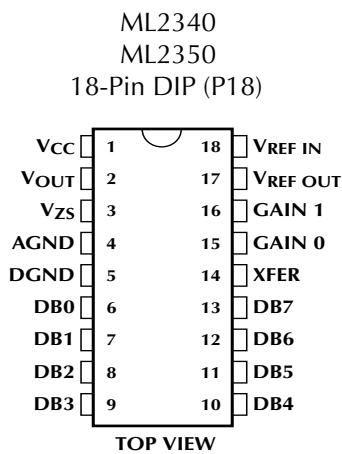 ML2340
ML2350
18-Pin DIP (P18)
VCC 1 18 VREF IN
VOUT 2 17 VREF OUT
VZS 3 16 GAIN 1
AGND 4 15 GAIN 0
DGND 5 14 XFER
DB0 6 13 DB7
DB1 7 12 DB6
DB2 8 11 DB5
DB3 9 10 DB4
TOP VIEW